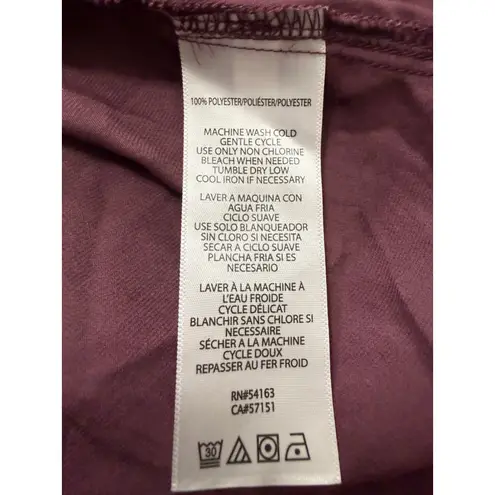 100% POLYESTER/POLIÉSTER/POLYESTER
MACHINE WASH COLD
GENTLE CYCLE
USE ONLY NON CHLORINE
BLEACH WHEN NEEDED
TUMBLE DRY LOW
COOL IRON IF NECESSARY
LAVER A MAQUINA CON
AGUA FRIA
CICLO SUAVE
USE SOLO BLANQUEADOR
SIN CLORO SI NECESITA
SECAR A CICLO SUAVE
PLANCHA FRIA SI ES
NECESARIO
LAVER À LA MACHINE À
L'EAU FROIDE
CYCLE DÉLICAT
BLANCHIR SANS CHLORE SI
NECESSAIRE
SÉCHER A LA MACHINE
CYCLE DOUX
REPASSER AU FER FROID
RN#54163
CA#57151
30